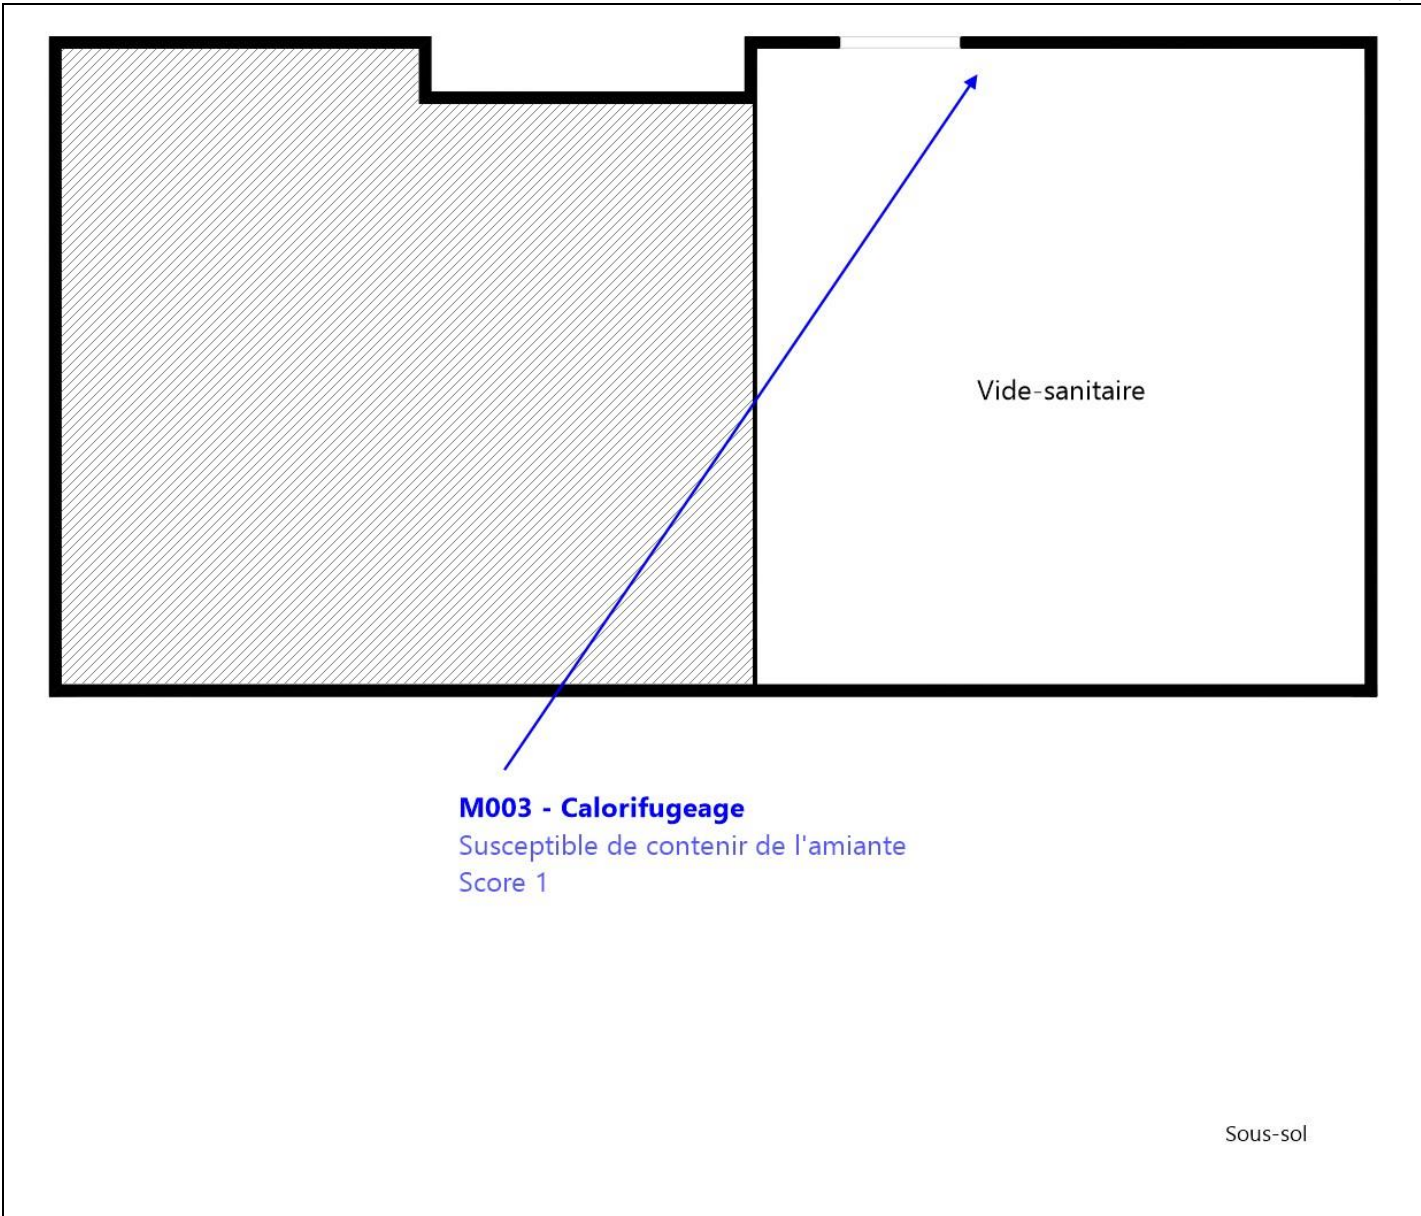 Vide-sanitaire
M003 - Calorifugeage
Susceptible de contenir de l'amiante
Score 1
Sous-sol